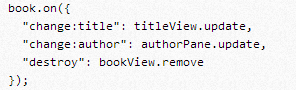 book.on({
  "change:title": titleView.update,
  "change:author": authorPane.update,
  "destroy": bookView.remove
});